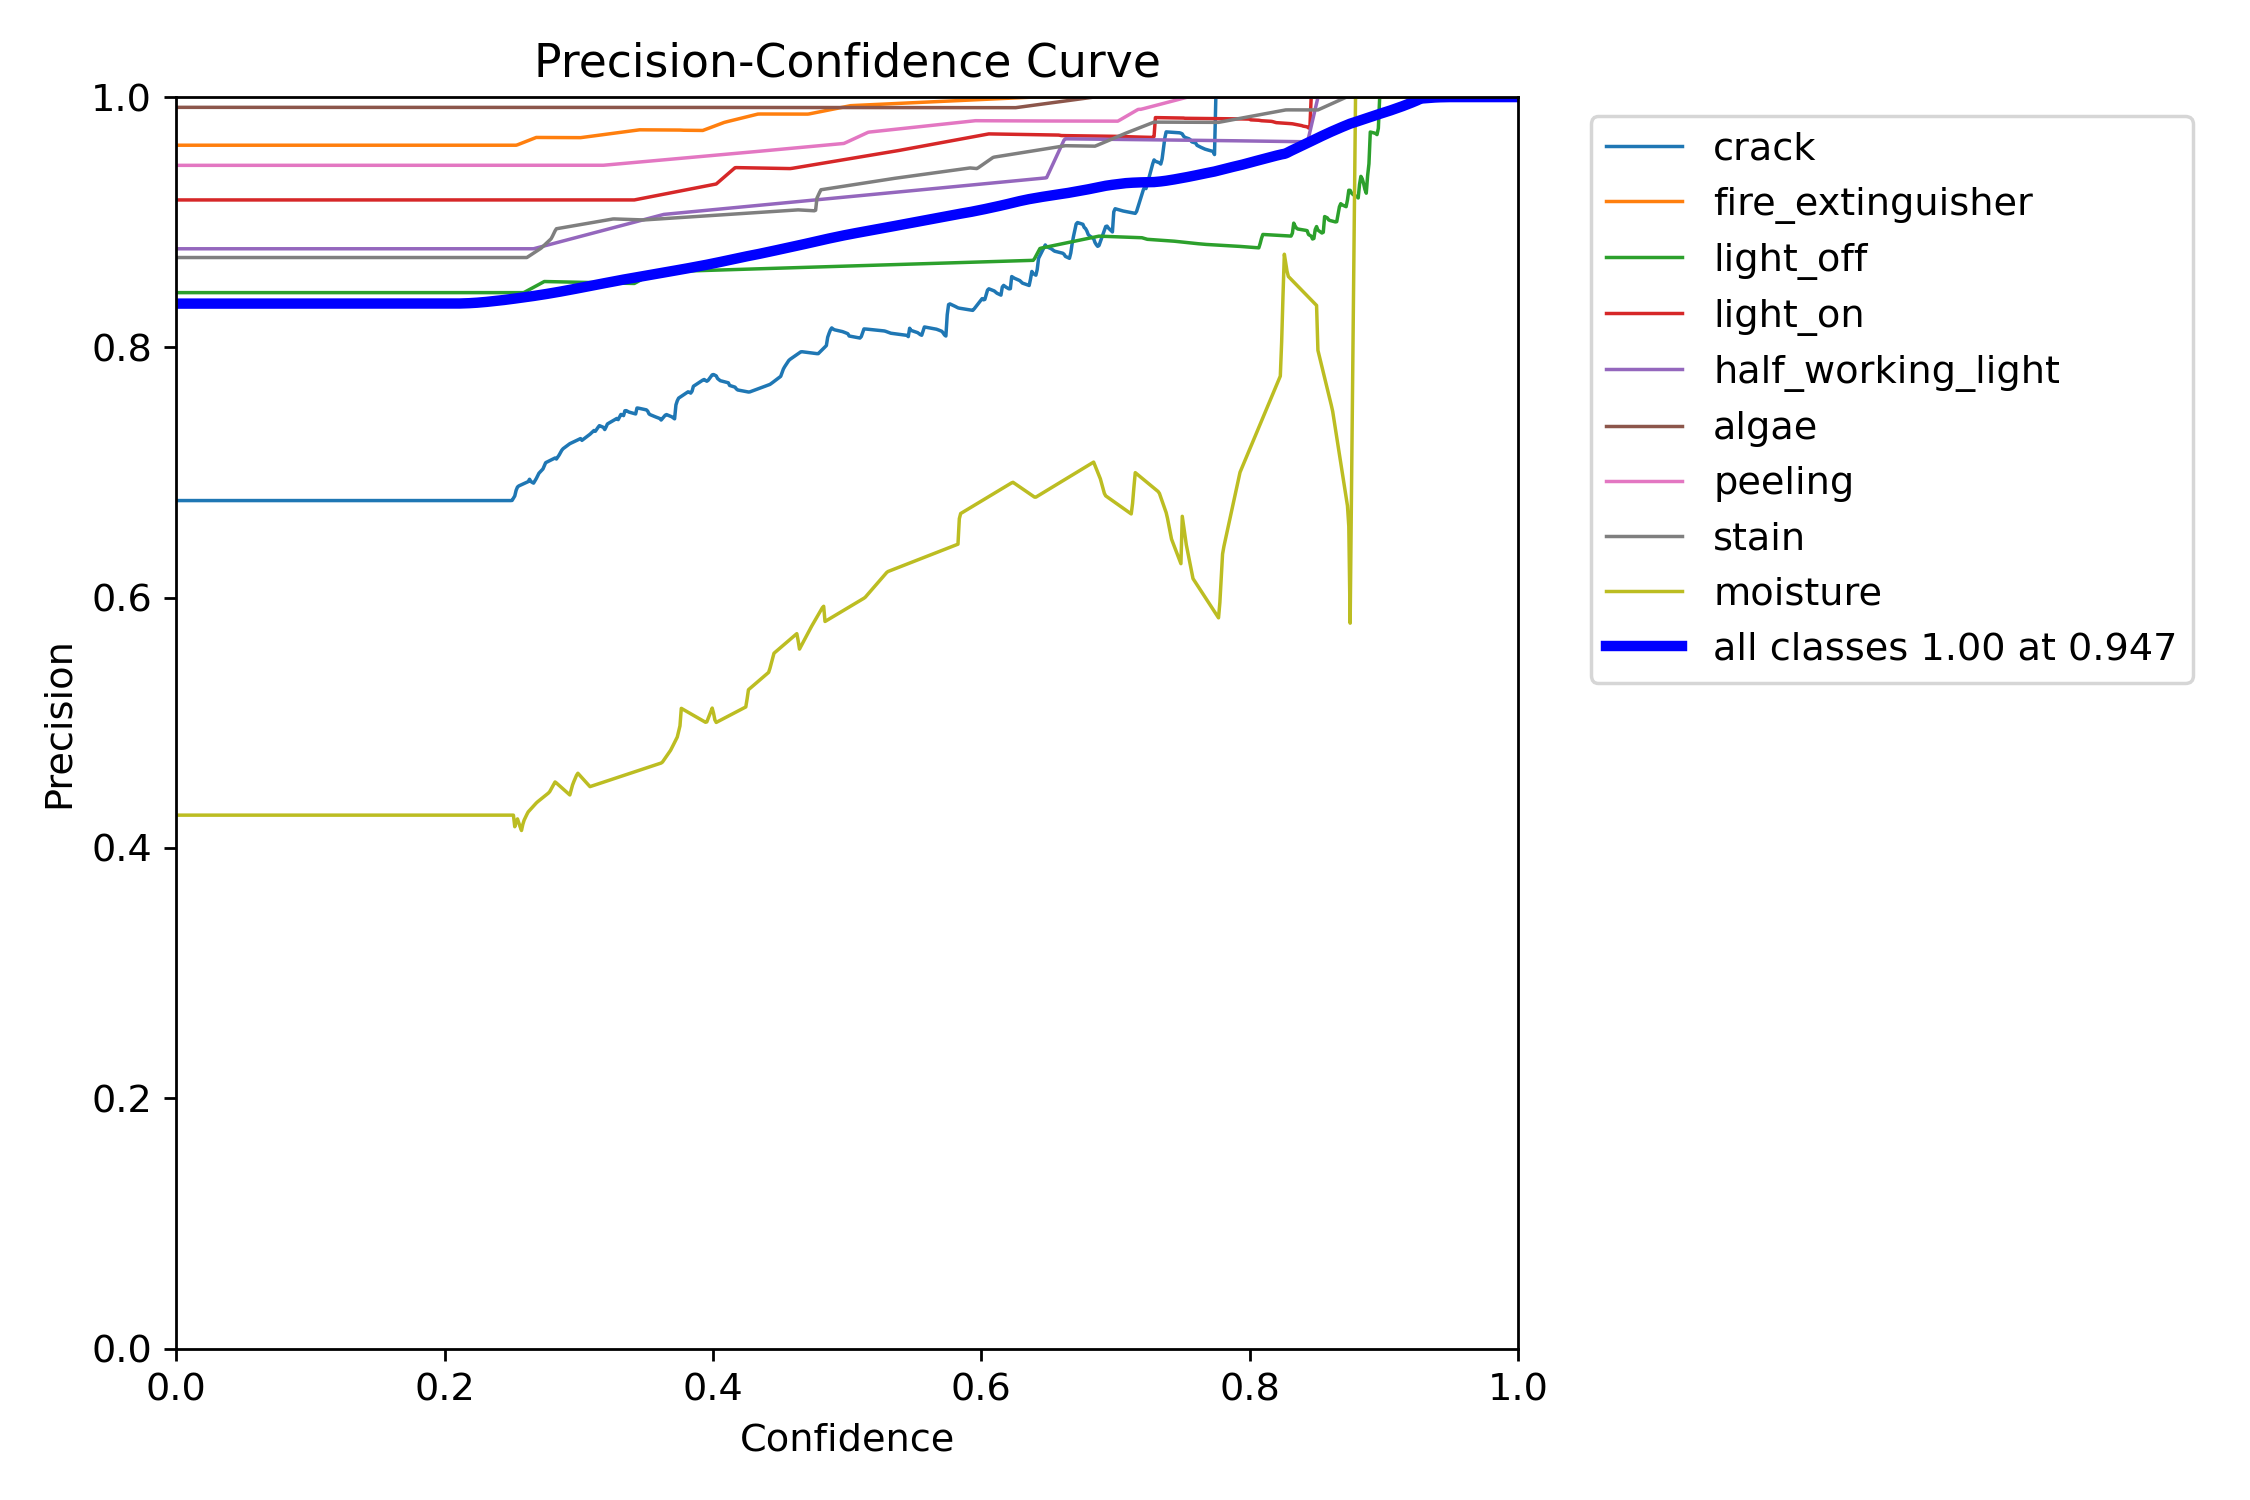 Precision-Confidence Curve
1.0
0.8
0.6
0.4
0.2
0.0
Precision
0.0 0.2 0.4 0.6 0.8 1.0
Confidence
crack
fire_extinguisher
light_off
light_on
half_working_light
algae
peeling
stain
moisture
all classes 1.00 at 0.947